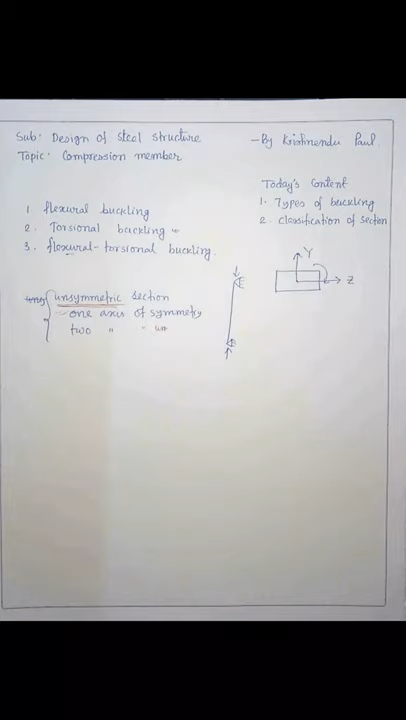 Sub: Design of steel structure
- By Krishnendu Paul.
Topic: Compression member
Today's Content
1. Types of buckling
2. Classification of section
1 flexural buckling
2. Torsional buckling
3. flexural-torsional buckling.
Y
Z
unsymmetric section
one axis of symmetry
two " "